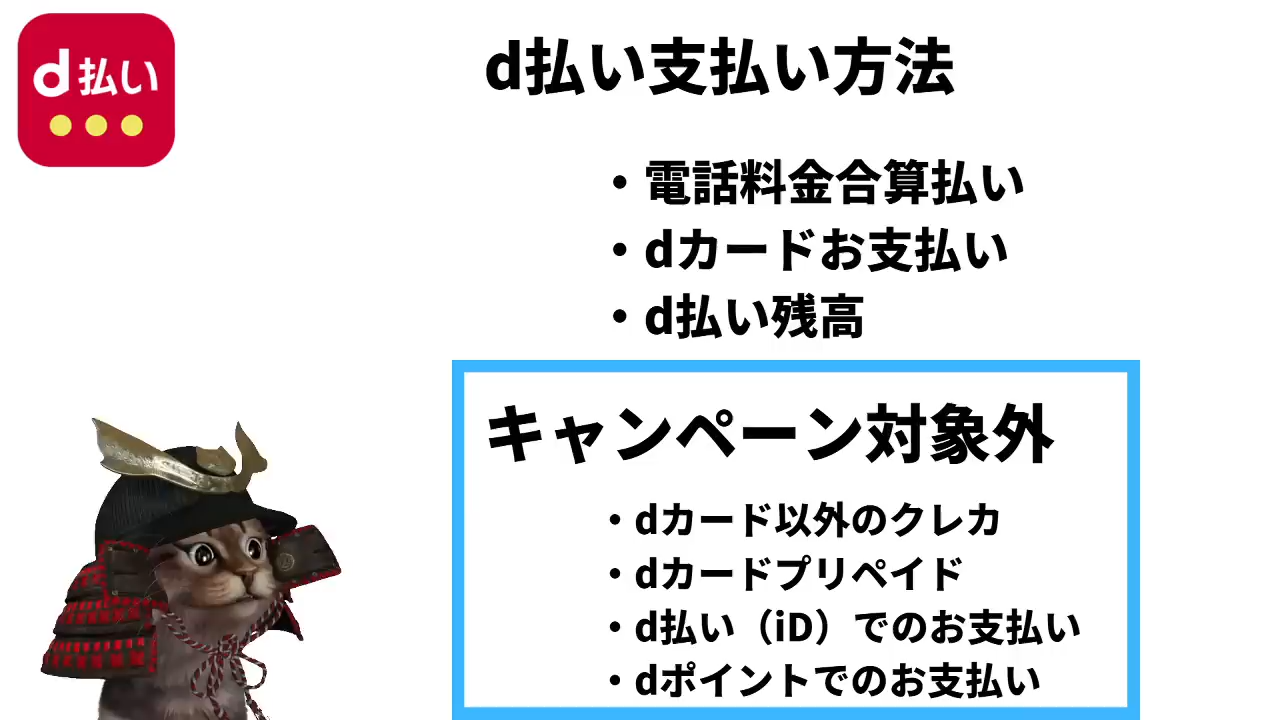 d払い
d払い支払い方法
・電話料金合算払い
・dカードお支払い
・d払い残高
キャンペーン対象外
・dカード以外のクレカ
・dカードプリペイド
・d払い（iD）でのお支払い
・dポイントでのお支払い